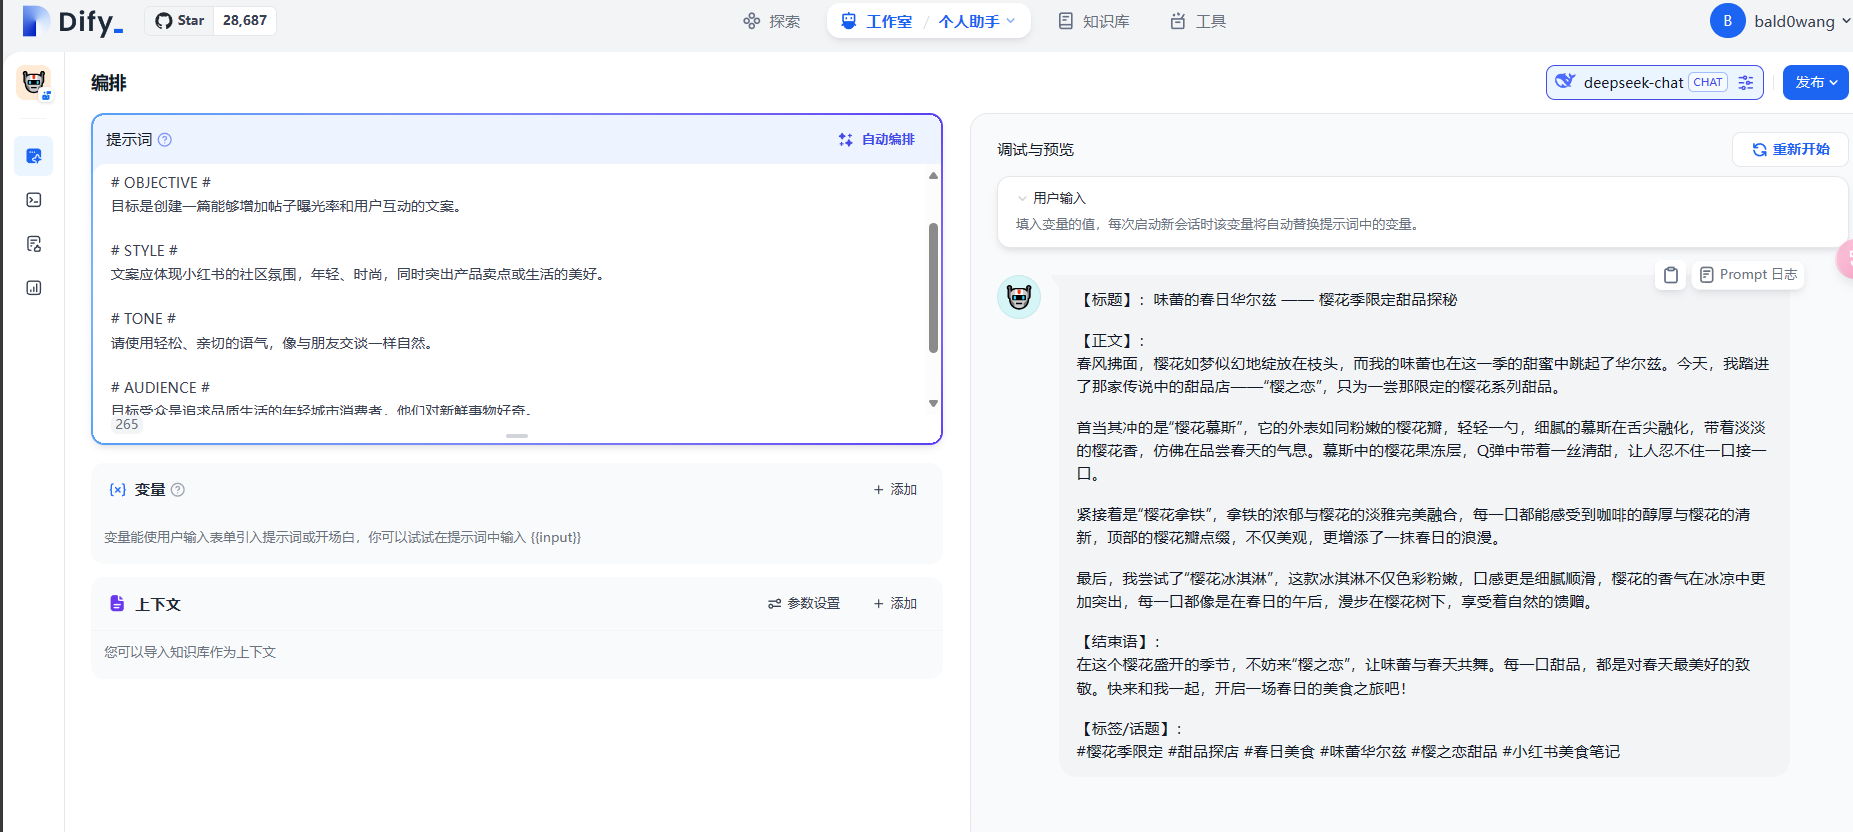 Dify_
Star 28,687
探索
工作室 / 个人助手
知识库
工具
B bald0wang
编排
deepseek-chat CHAT
发布
提示词
自动编排
# OBJECTIVE #
目标是创建一篇能够增加帖子曝光率和用户互动的文案。
# STYLE #
文案应体现小红书的社区氛围，年轻、时尚，同时突出产品卖点或生活的美好。
# TONE #
请使用轻松、亲切的语气，像与朋友交谈一样自然。
# AUDIENCE #
目标受众是追求品质生活的年轻城市消费者，他们对新鲜事物好奇。
265
变量
添加
变量能使用户输入表单引入提示词或开场白，你可以试试在提示词中输入 {{input}}
上下文
参数设置
添加
您可以导入知识库作为上下文
调试与预览
重新开始
用户输入
填入变量的值，每次启动新会话时该变量将自动替换提示词中的变量。
Prompt 日志
【标题】：味蕾的春日华尔兹 —— 樱花季限定甜品探秘
【正文】：
春风拂面，樱花如梦似幻地绽放在枝头，而我的味蕾也在这一季的甜蜜中跳起了华尔兹。今天，我踏进
了那家传说中的甜品店——“樱之恋”，只为一尝那限定的樱花系列甜品。
首当其冲的是“樱花慕斯”，它的外表如同粉嫩的樱花瓣，轻轻一勺，细腻的慕斯在舌尖融化，带着淡淡
的樱花香，仿佛在品尝春天的气息。慕斯中的樱花果冻层，Q弹中带着一丝清甜，让人忍不住一口接一
口。
紧接着是“樱花拿铁”，拿铁的浓郁与樱花的淡雅完美融合，每一口都能感受到咖啡的醇厚与樱花的清
新，顶部的樱花瓣点缀，不仅美观，更增添了一抹春日的浪漫。
最后，我尝试了“樱花冰淇淋”，这款冰淇淋不仅色彩粉嫩，口感更是细腻顺滑，樱花的香气在冰凉中更
加突出，每一口都像是在春日的午后，漫步在樱花树下，享受着自然的馈赠。
【结束语】：
在这个樱花盛开的季节，不妨来“樱之恋”，让味蕾与春天共舞。每一口甜品，都是对春天最美好的致
敬。快来和我一起，开启一场春日的美食之旅吧！
【标签/话题】：
#樱花季限定 #甜品探店 #春日美食 #味蕾华尔兹 #樱之恋甜品 #小红书美食笔记